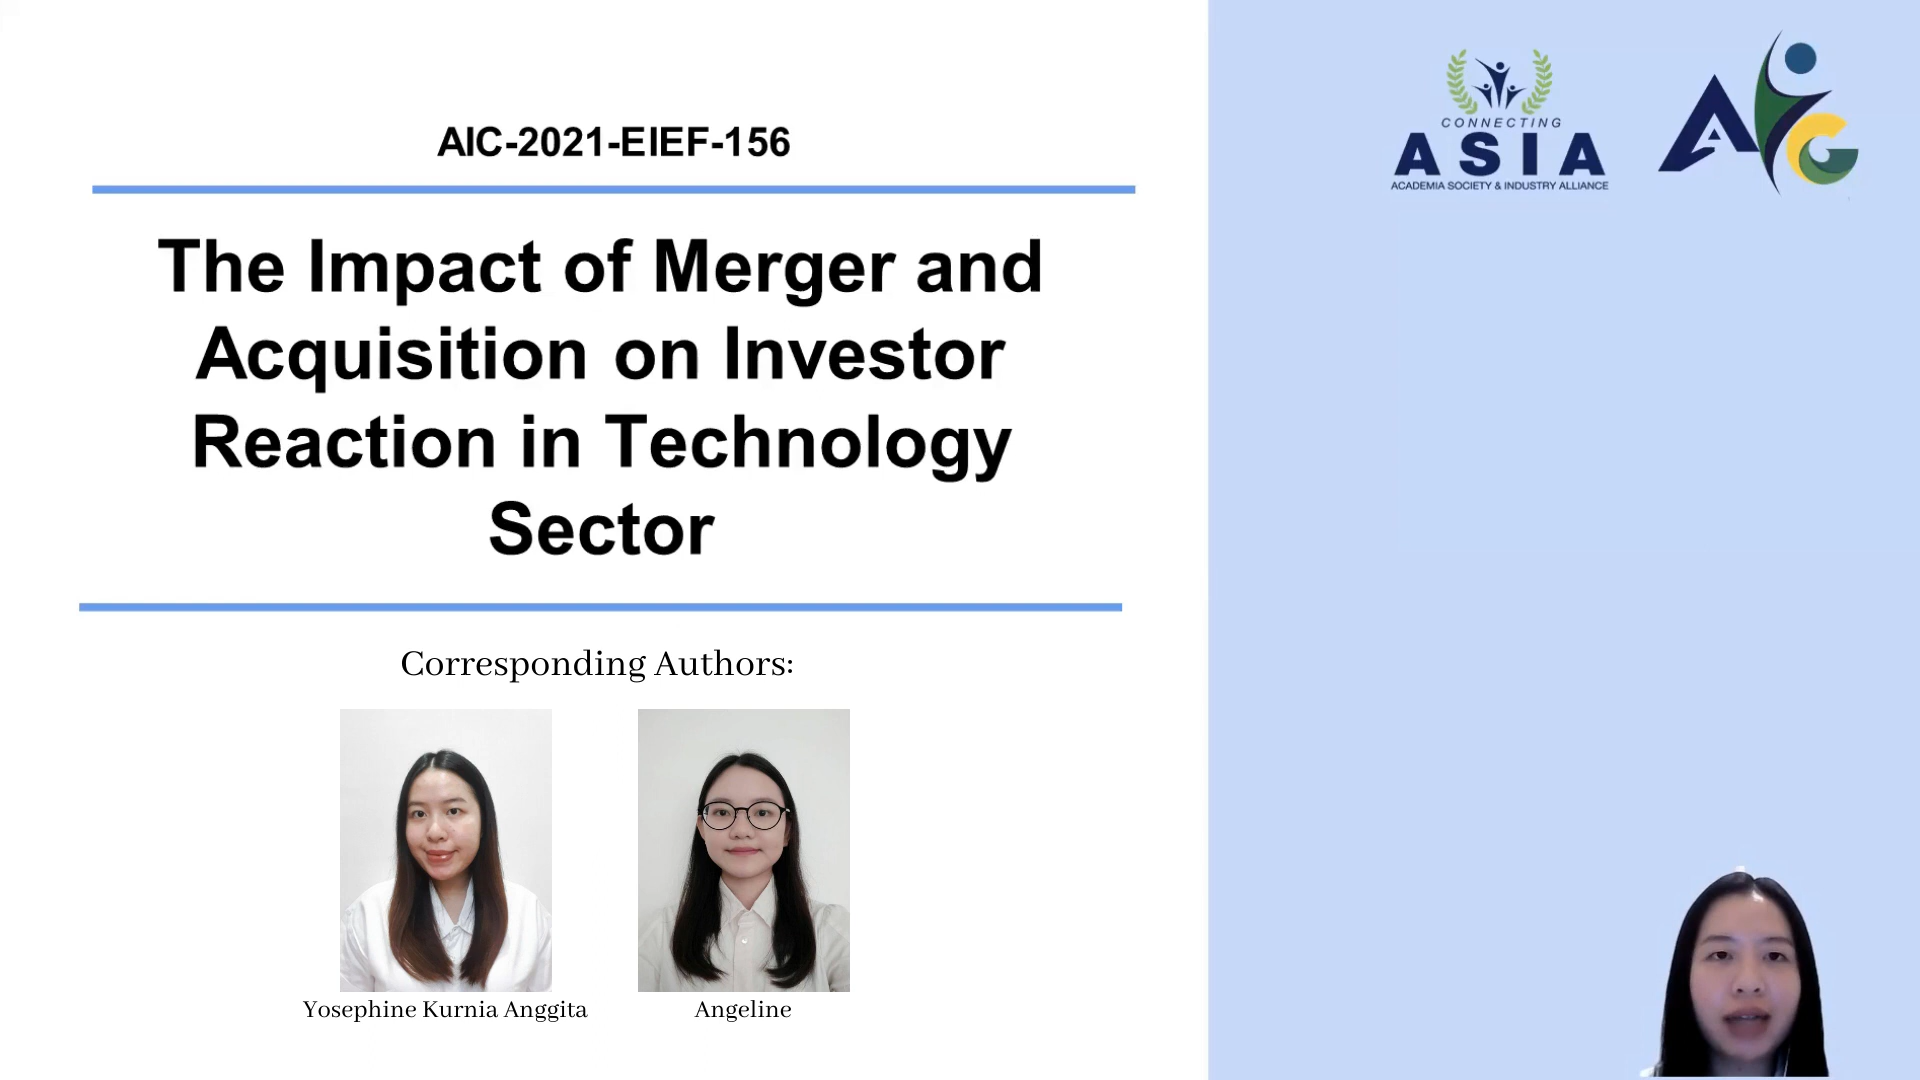 AIC-2021-EIEF-156
The Impact of Merger and
Acquisition on Investor
Reaction in Technology
Sector
Corresponding Authors:
Yosephine Kurnia Anggita
Angeline
CONNECTING
ASIA
ACADEMIA SOCIETY & INDUSTRY ALLIANCE
AIC